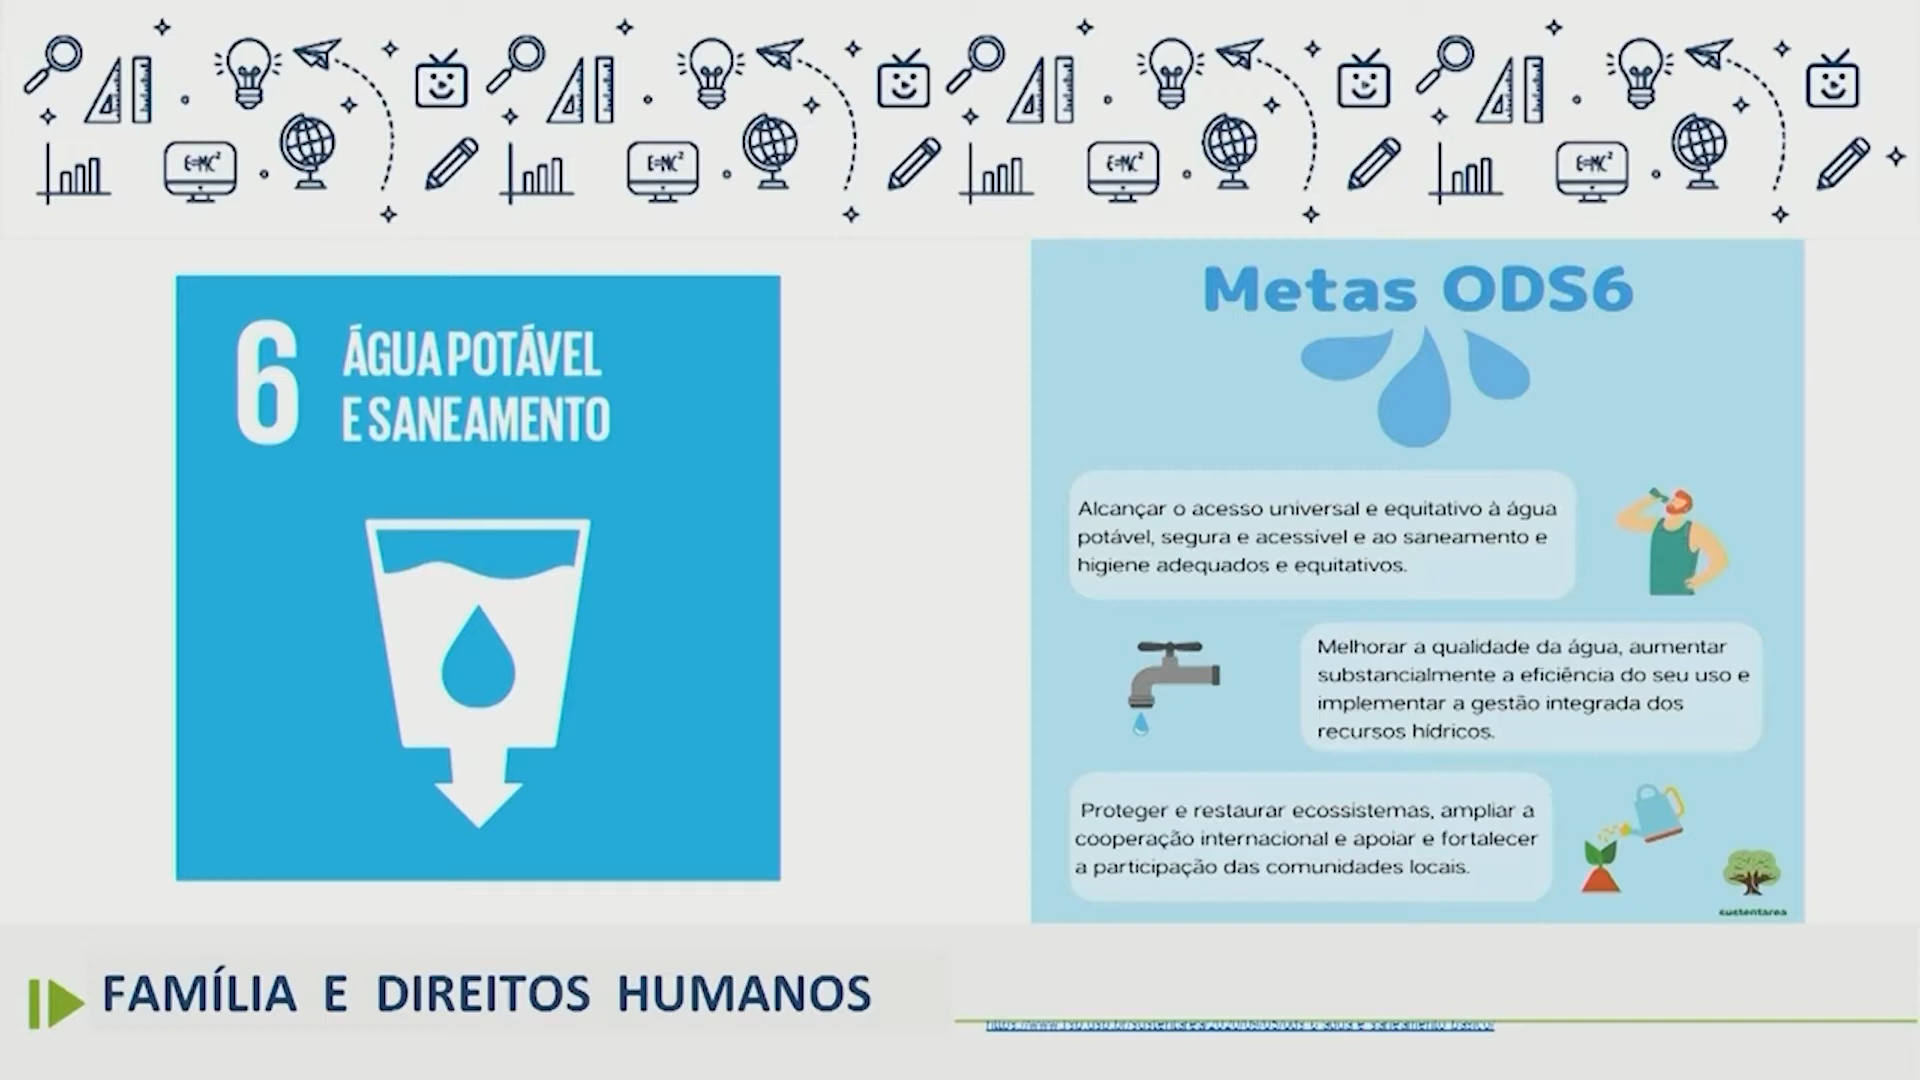 E=MC²
E=MC²
E=MC²
E=MC²
6
ÁGUA POTÁVEL
E SANEAMENTO
Metas ODS6
Alcançar o acesso universal e equitativo à água
potável, segura e acessível e ao saneamento e
higiene adequados e equitativos.
Melhorar a qualidade da água, aumentar
substancialmente a eficiência do seu uso e
implementar a gestão integrada dos
recursos hídricos.
Proteger e restaurar ecossistemas, ampliar a
cooperação internacional e apoiar e fortalecer
a participação das comunidades locais.
sustentarea
FAMÍLIA E DIREITOS HUMANOS